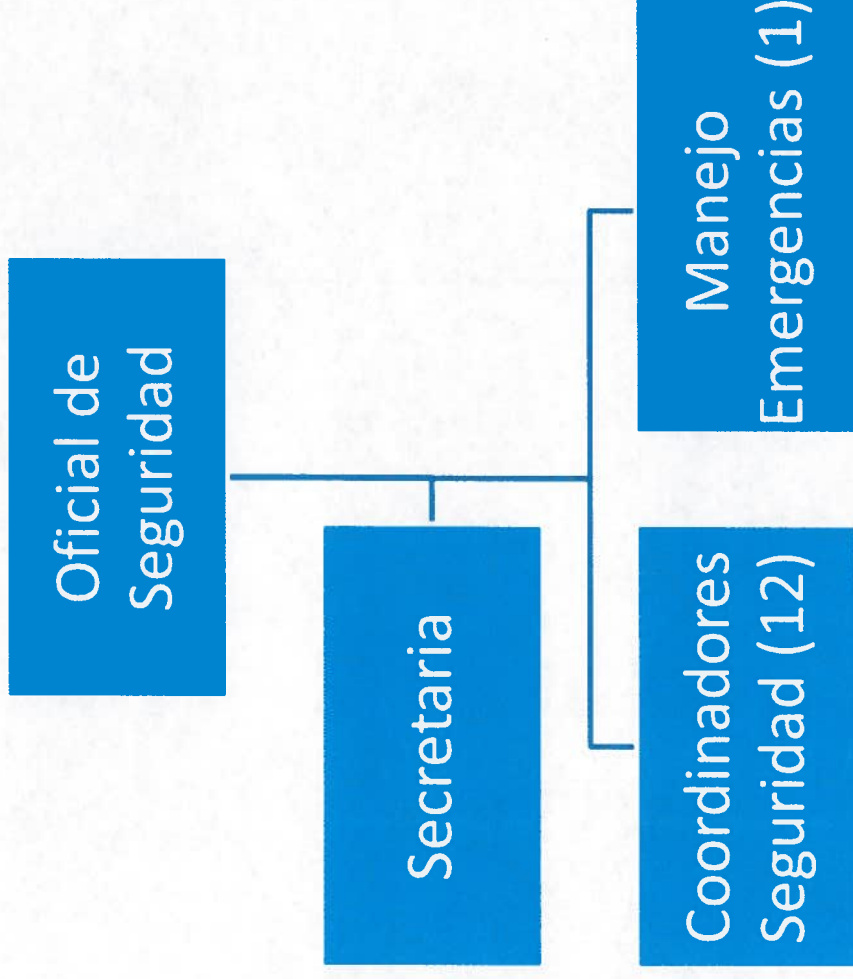 Oficial de
Seguridad
Secretaria
Coordinadores
Seguridad (12)
Manejo
Emergencias (1)